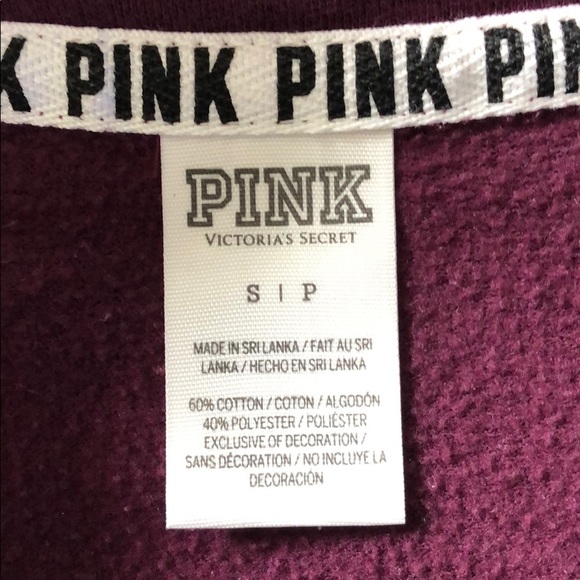 K PINK PINK PIN
PINK
VICTORIA'S SECRET
S | P
MADE IN SRI LANKA / FAIT AU SRI
LANKA / HECHO EN SRI LANKA
60% COTTON / COTON / ALGODÓN
40% POLYESTER / POLIÉSTER
EXCLUSIVE OF DECORATION /
SANS DÉCORATION / NO INCLUYE LA
DECORACIÓN